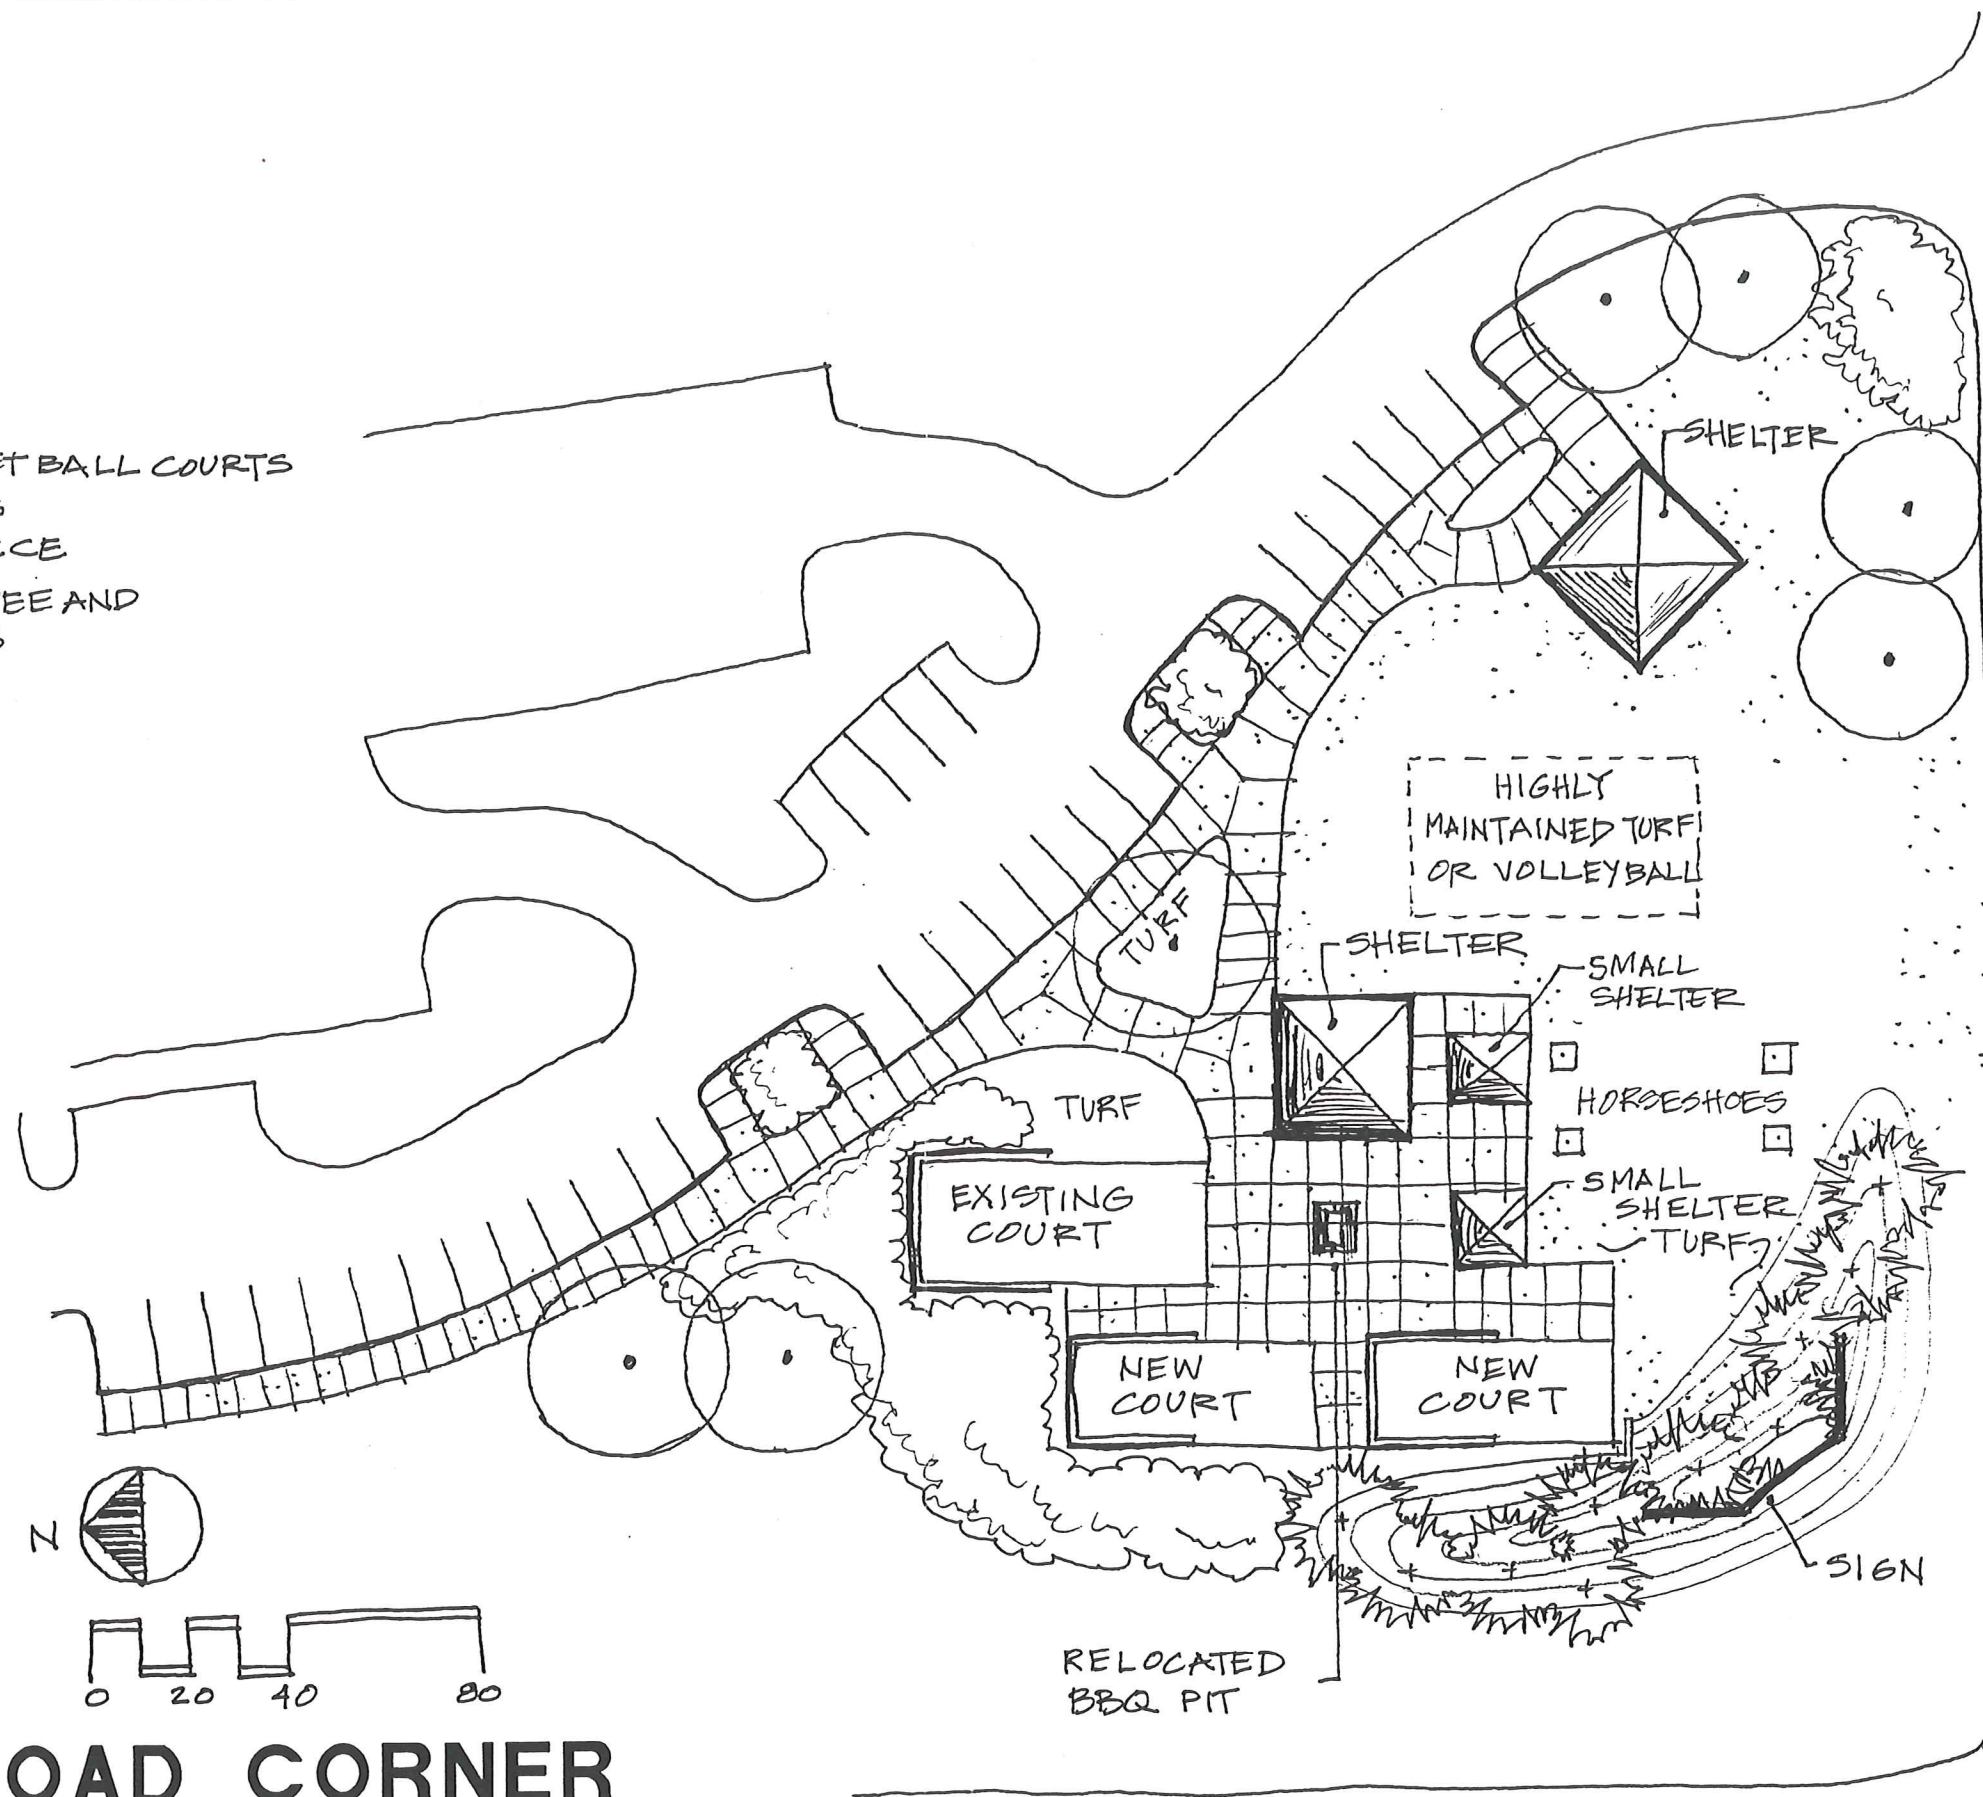 ET BALL COURTS
CE
EE AND
SHELTER
HIGHLY
MAINTAINED TURF
OR VOLLEYBALL
TURF
SHELTER
SMALL
SHELTER
HORSESHOES
TURF
EXISTING
COURT
SMALL
SHELTER
TURF
NEW
COURT
NEW
COURT
SIGN
RELOCATED
BBQ PIT
N
0 20 40 80
OAD CORNER